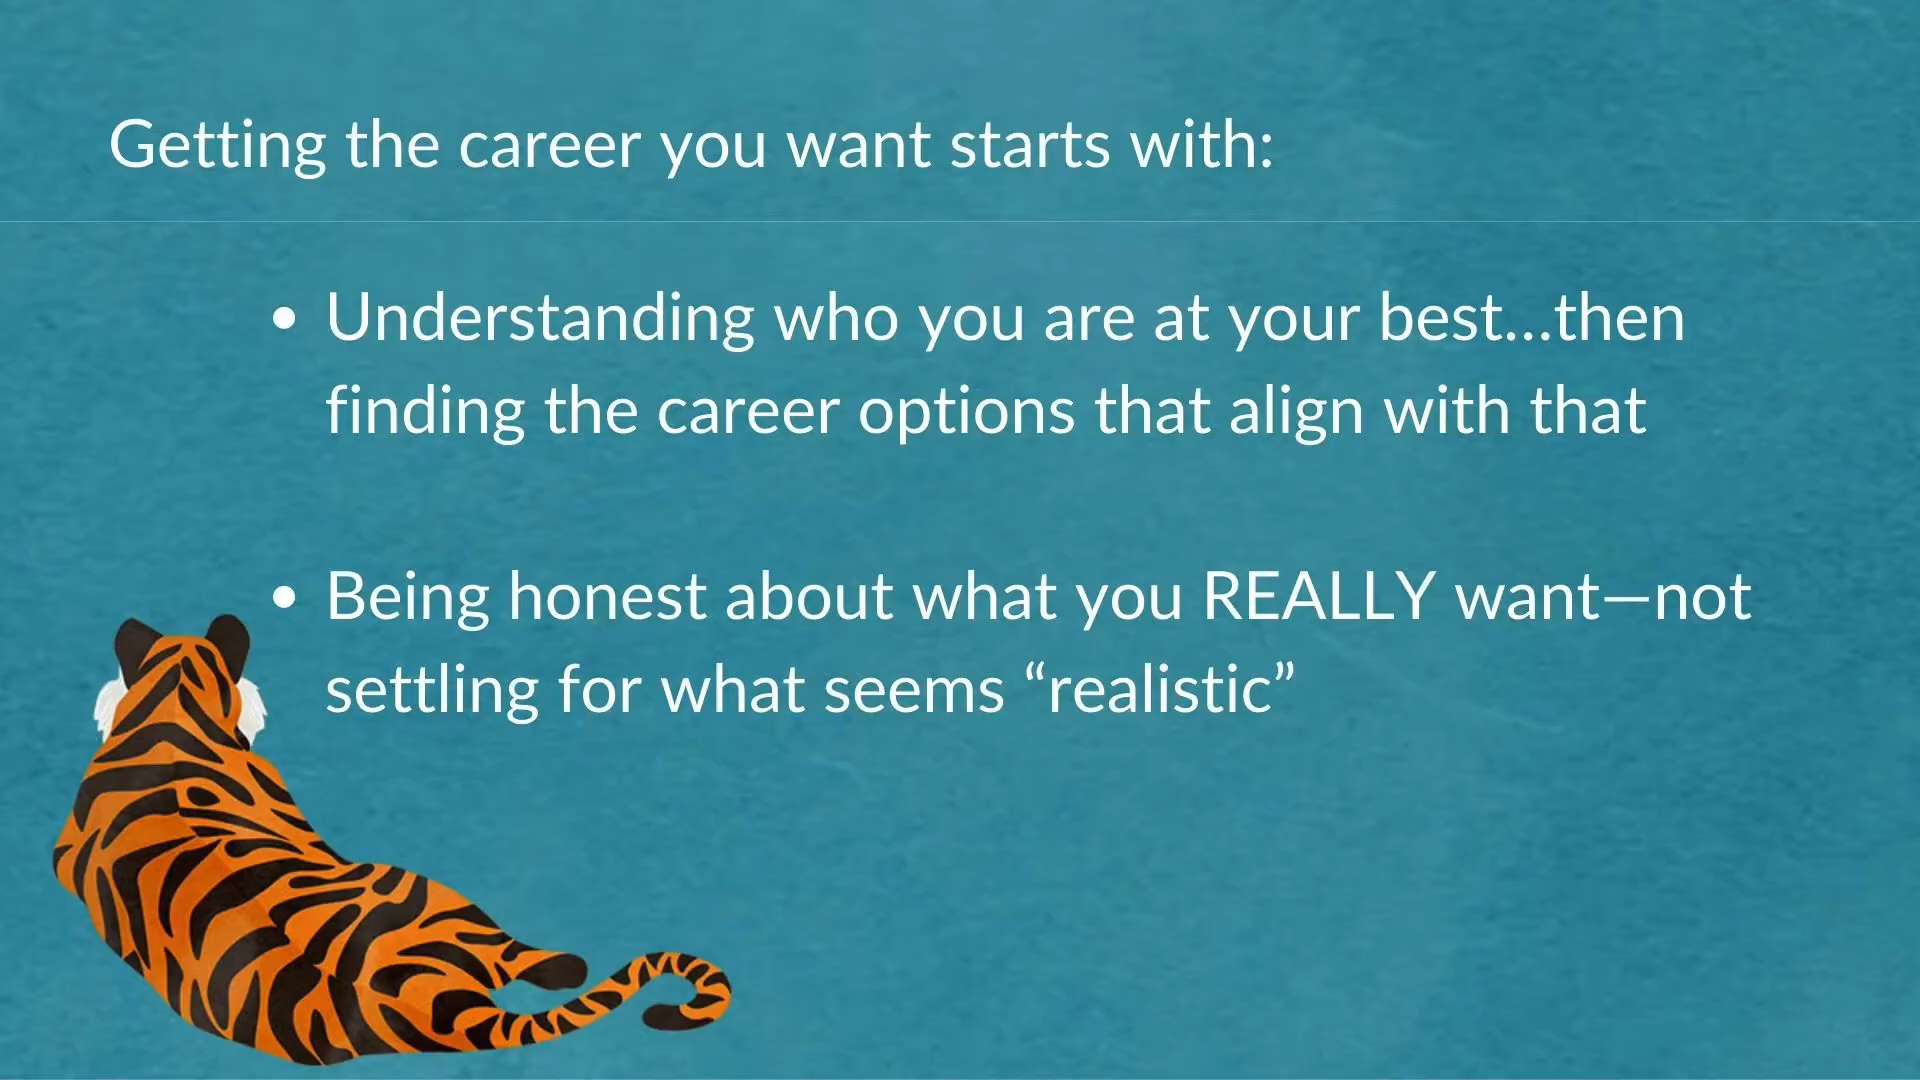 Getting the career you want starts with:
• Understanding who you are at your best...then
finding the career options that align with that
• Being honest about what you REALLY want—not
settling for what seems “realistic”